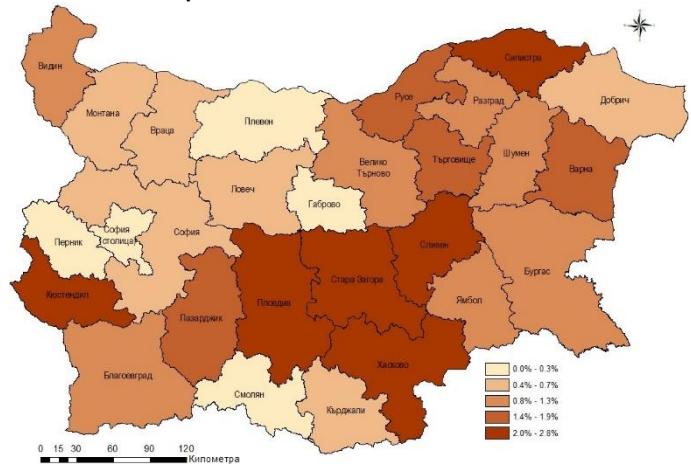 Видин
Монтана
Враца
Плевен
Русе
Силистра
Разград
Добрич
Велико
Търново
Търговище
Шумен
Варна
Ловеч
Габрово
Перник
София
(столица)
София
Кюстендил
Пазарджик
Пловдив
Стара Загора
Сливен
Ямбол
Бургас
Благоевград
Смолян
Кърджали
Хасково
0.0% - 0.3%
0.4% - 0.7%
0.8% - 1.3%
1.4% - 1.9%
2.0% - 2.8%
0 15 30 60 90 120
Километра